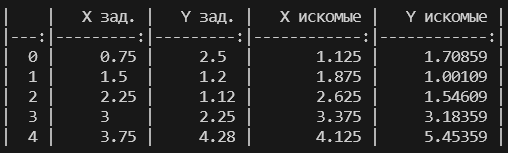 |    |   X зад. |   Y зад. |   X искомые |   Y искомые |
|---:|---------:|---------:|------------:|------------:|
|  0 |     0.75 |     2.5  |       1.125 |     1.70859 |
|  1 |     1.5  |     1.2  |       1.875 |     1.00109 |
|  2 |     2.25 |     1.12 |       2.625 |     1.54609 |
|  3 |     3    |     2.25 |       3.375 |     3.18359 |
|  4 |     3.75 |     4.28 |       4.125 |     5.45359 |